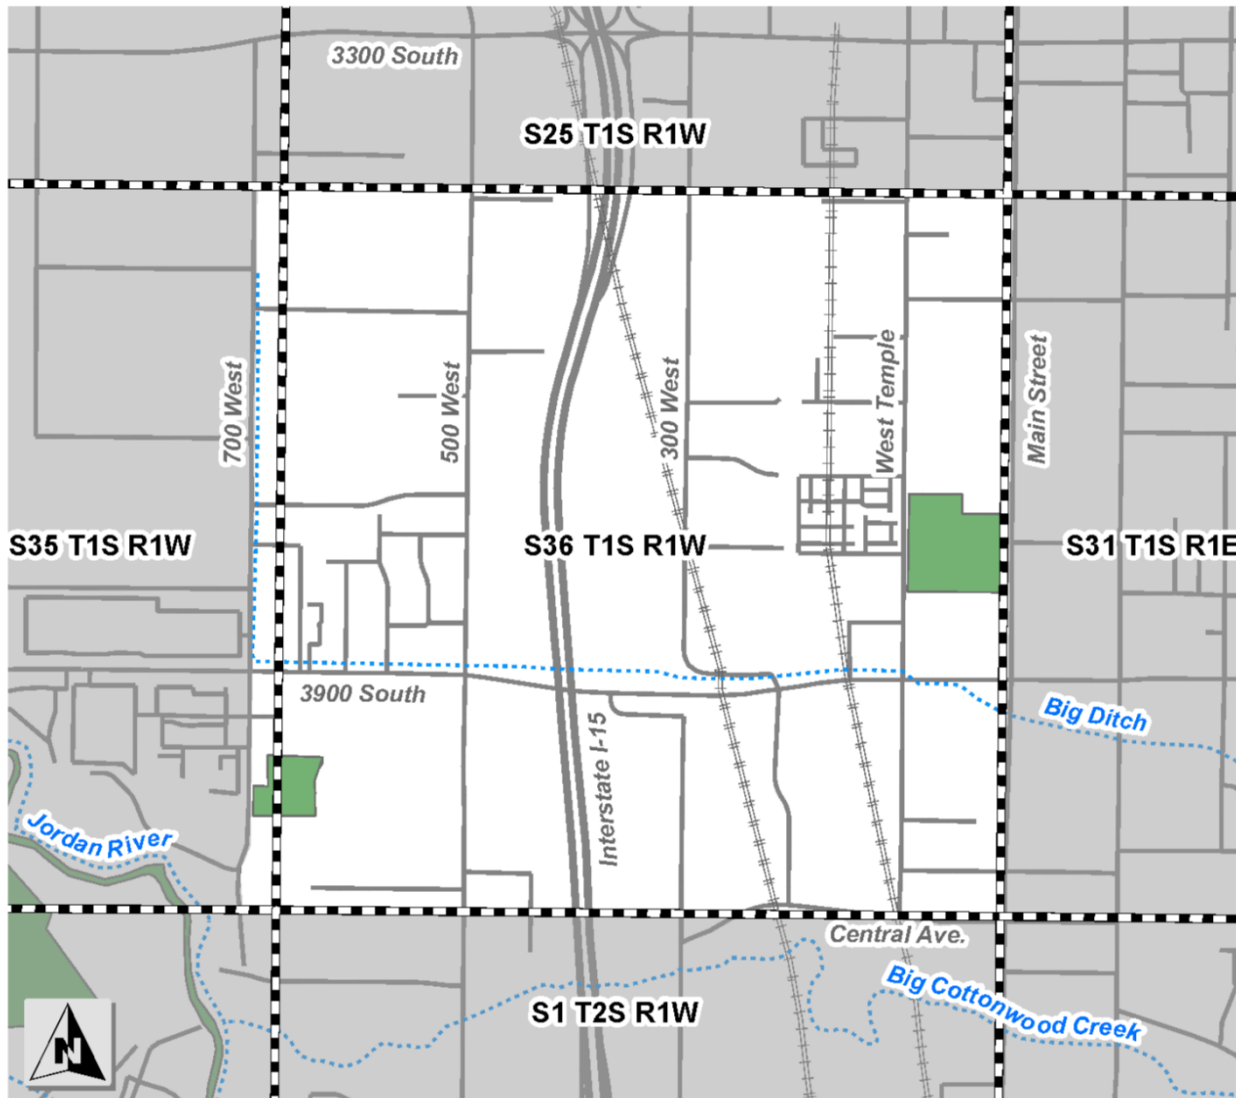 3300 South
S25 T1S R1W
700 West
500 West
300 West
West Temple
Main Street
S35 T1S R1W
S36 T1S R1W
S31 T1S R1E
3900 South
Big Ditch
Interstate I-15
Jordan River
Central Ave.
Big Cottonwood Creek
S1 T2S R1W
N